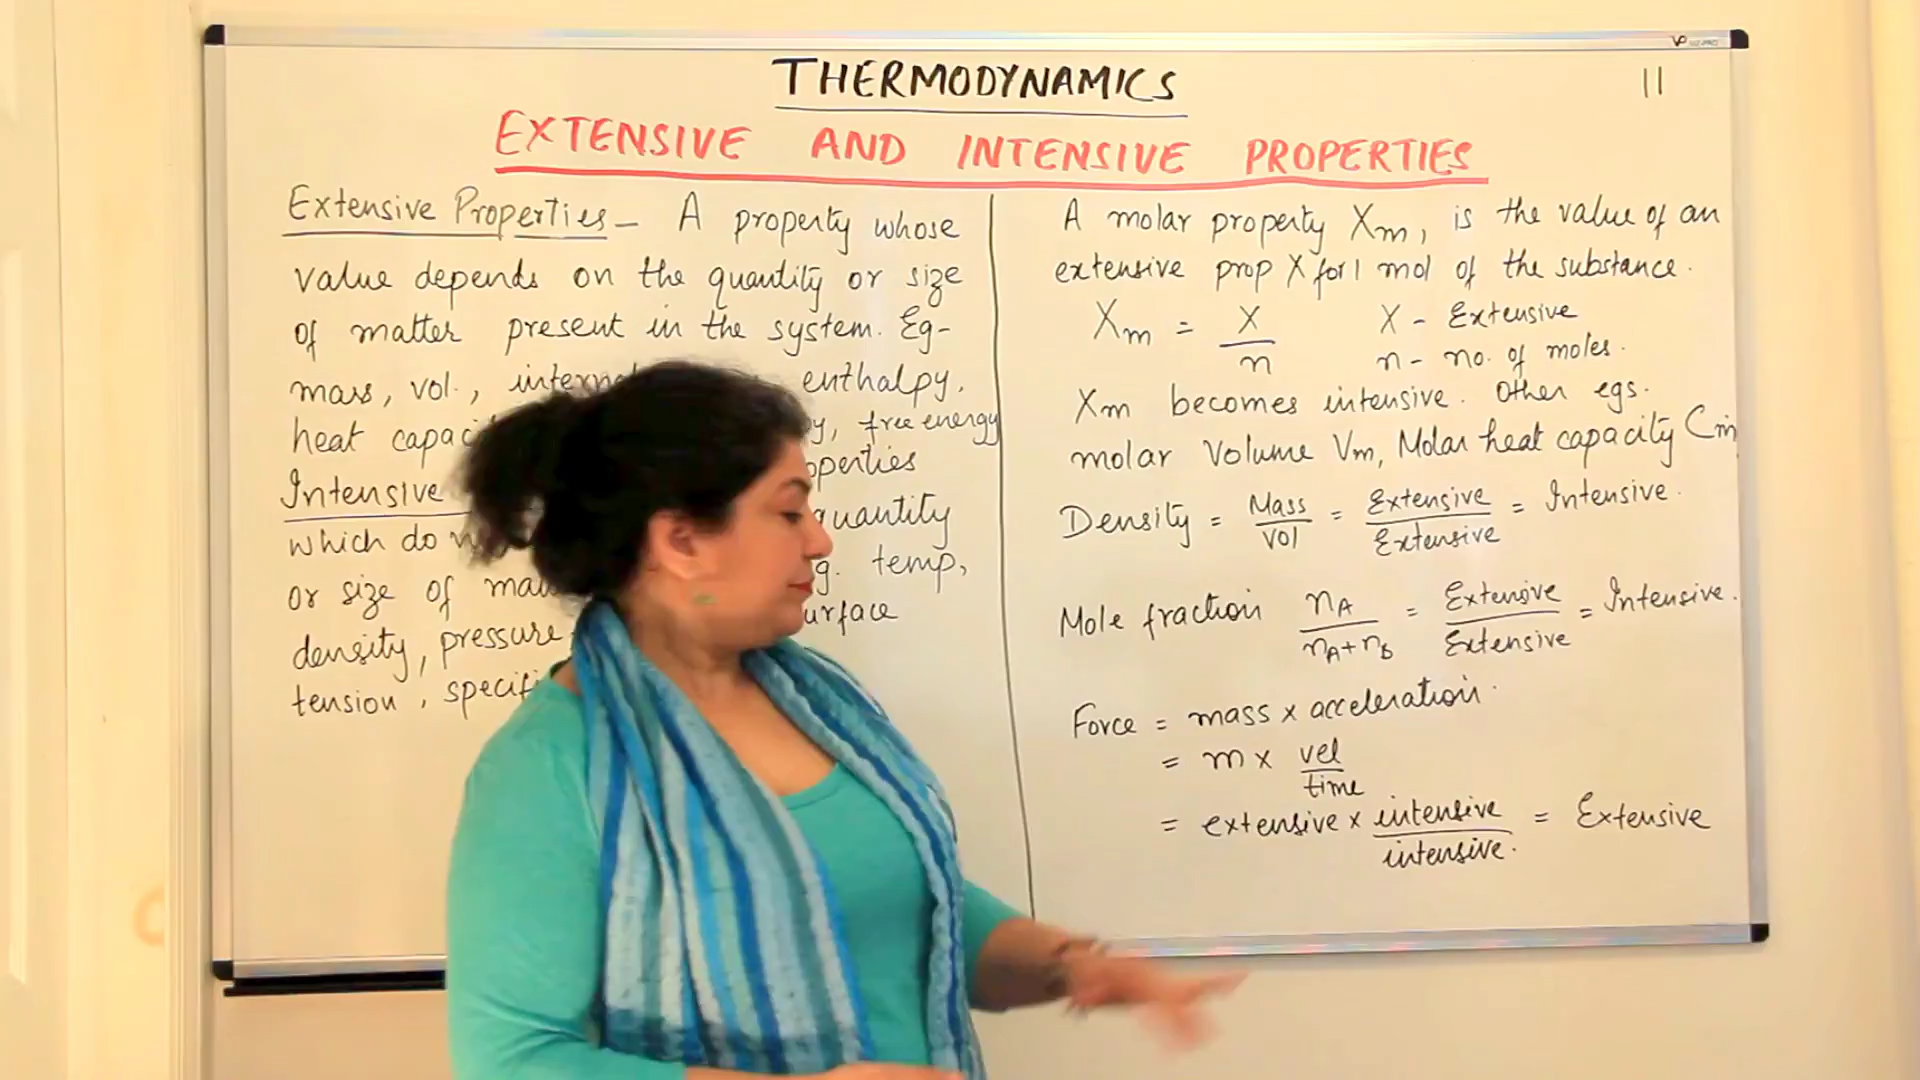 THERMODYNAMICS
11
EXTENSIVE AND INTENSIVE PROPERTIES
Extensive Properties – A property whose
value depends on the quantity or size
of matter present in the system. Eg-
mass, vol., enthalpy,
heat free energy
Intensive
which do quantity
or size of temp,
density, pressure
tension,
A molar property Xm, is the value of an
extensive prop X for 1 mol of the substance.
Xm = X/n X - Extensive
n - no. of moles.
Xm becomes intensive. Other egs.
molar volume Vm, Molar heat capacity Cm
Density = Mass/Vol = Extensive/Extensive = Intensive.
Mole fraction nA/nA+nB = Extensive/Extensive = Intensive.
Force = mass x acceleration.
= m x vel/time
= extensive x intensive/intensive. = Extensive